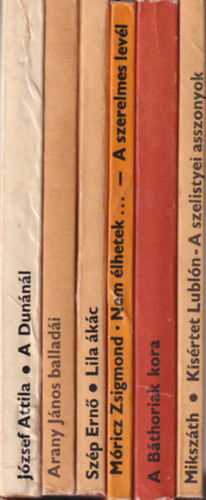 József Attila • A Dunánál
Arany János balladái
Szép Ernő • Lila ákác
Móricz Zsigmond • Nem élhetek... – A szerelmes levél
A Báthoriak kora
Mikszáth • Kísértet Lublón - A szelistyei asszonyok